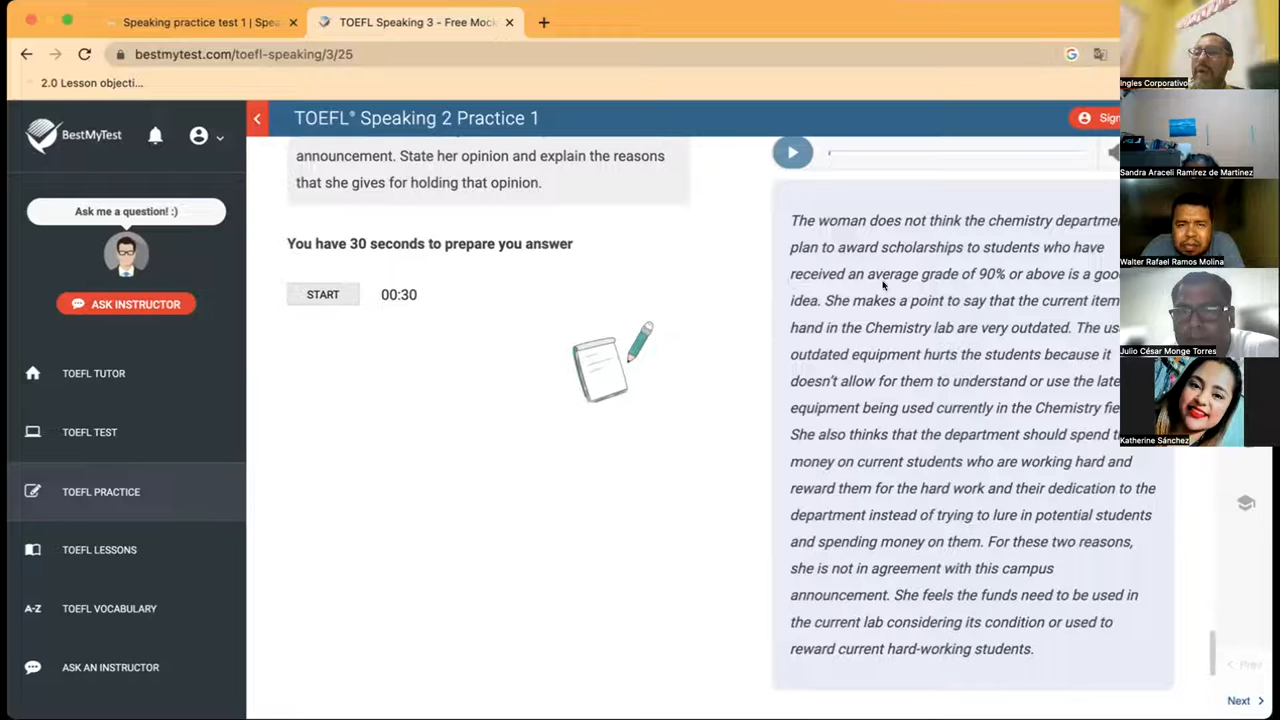 Speaking practice test 1 | Spea
TOEFL Speaking 3 - Free Mock
bestmytest.com/toefl-speaking/3/25
2.0 Lesson objecti...
BestMyTest
TOEFL® Speaking 2 Practice 1
Sign
Ask me a question! :)
ASK INSTRUCTOR
TOEFL TUTOR
TOEFL TEST
TOEFL PRACTICE
TOEFL LESSONS
A-Z TOEFL VOCABULARY
ASK AN INSTRUCTOR
announcement. State her opinion and explain the reasons
that she gives for holding that opinion.
You have 30 seconds to prepare you answer
START 00:30
The woman does not think the chemistry departme
plan to award scholarships to students who have
received an average grade of 90% or above is a goo
idea. She makes a point to say that the current item
hand in the Chemistry lab are very outdated. The us
outdated equipment hurts the students because it
doesn't allow for them to understand or use the late
equipment being used currently in the Chemistry fie
She also thinks that the department should spend t
money on current students who are working hard and
reward them for the hard work and their dedication to the
department instead of trying to lure in potential students
and spending money on them. For these two reasons,
she is not in agreement with this campus
announcement. She feels the funds need to be used in
the current lab considering its condition or used to
reward current hard-working students.
Prev
Next
Ingles Corporativo
Sandra Araceli Ramírez de Martínez
Walter Rafael Ramos Molina
Julio César Monge Torres
Katherine Sánchez